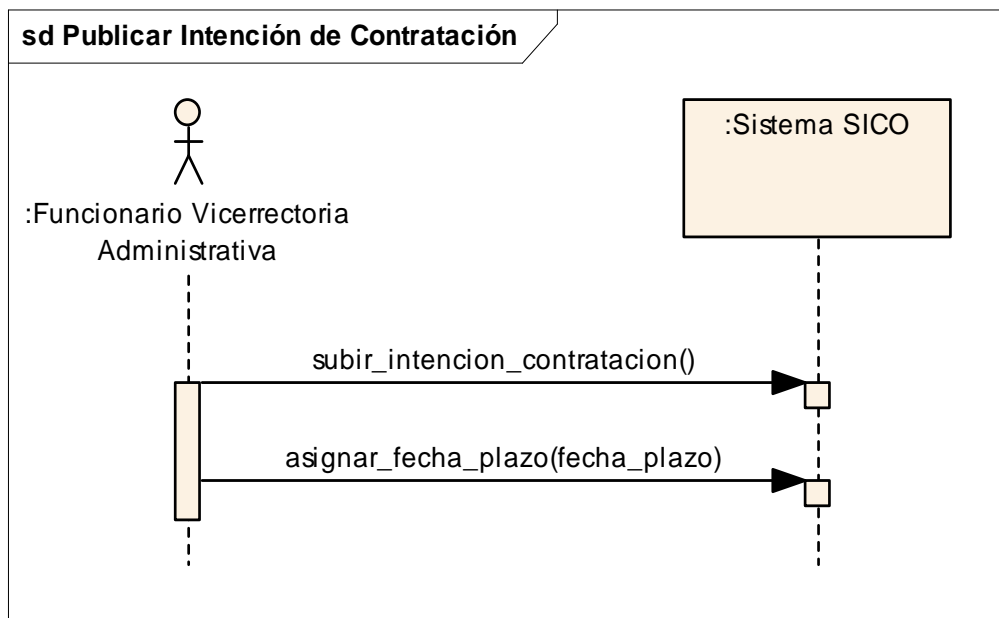 sd Publicar Intención de Contratación
:Sistema SICO
:Funcionario Vicerrectoria
Administrativa
subir_intencion_contratacion()
asignar_fecha_plazo(fecha_plazo)